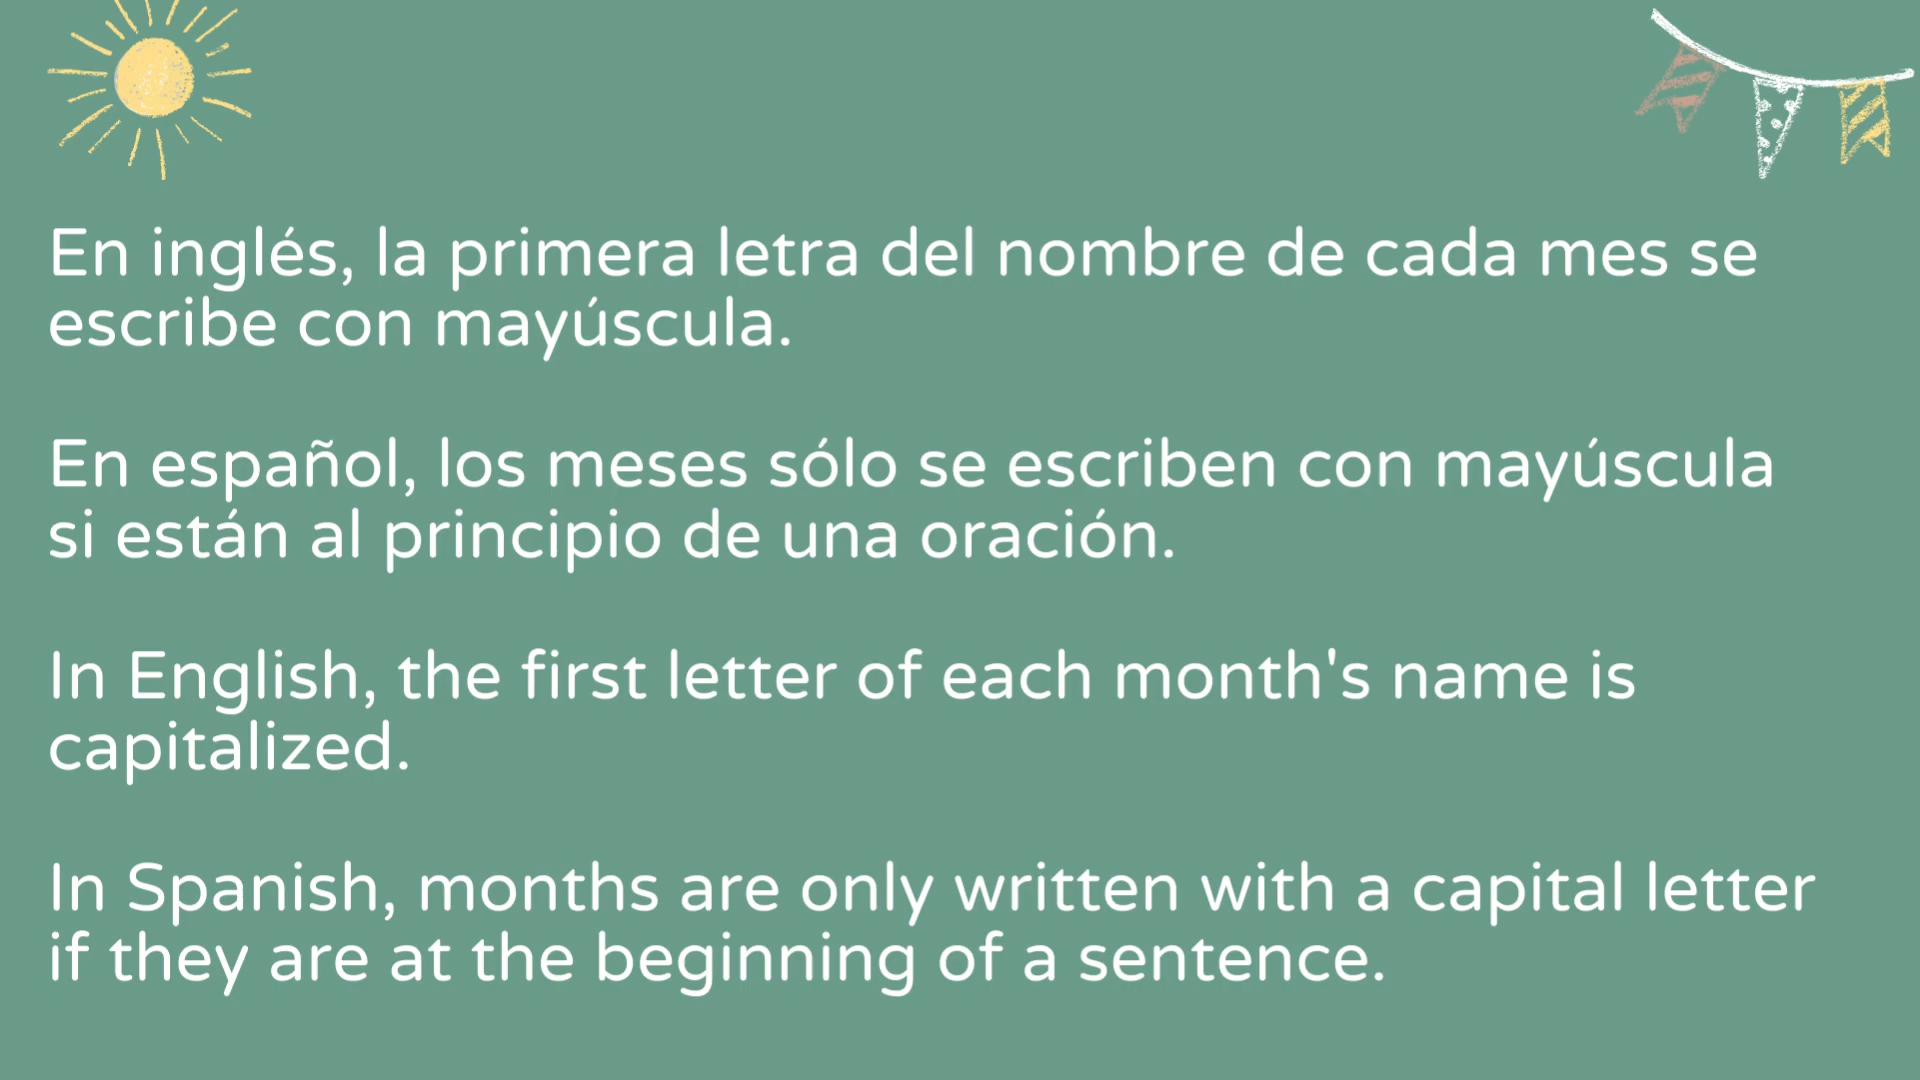 En inglés, la primera letra del nombre de cada mes se
escribe con mayúscula.
En español, los meses sólo se escriben con mayúscula
si están al principio de una oración.
In English, the first letter of each month's name is
capitalized.
In Spanish, months are only written with a capital letter
if they are at the beginning of a sentence.